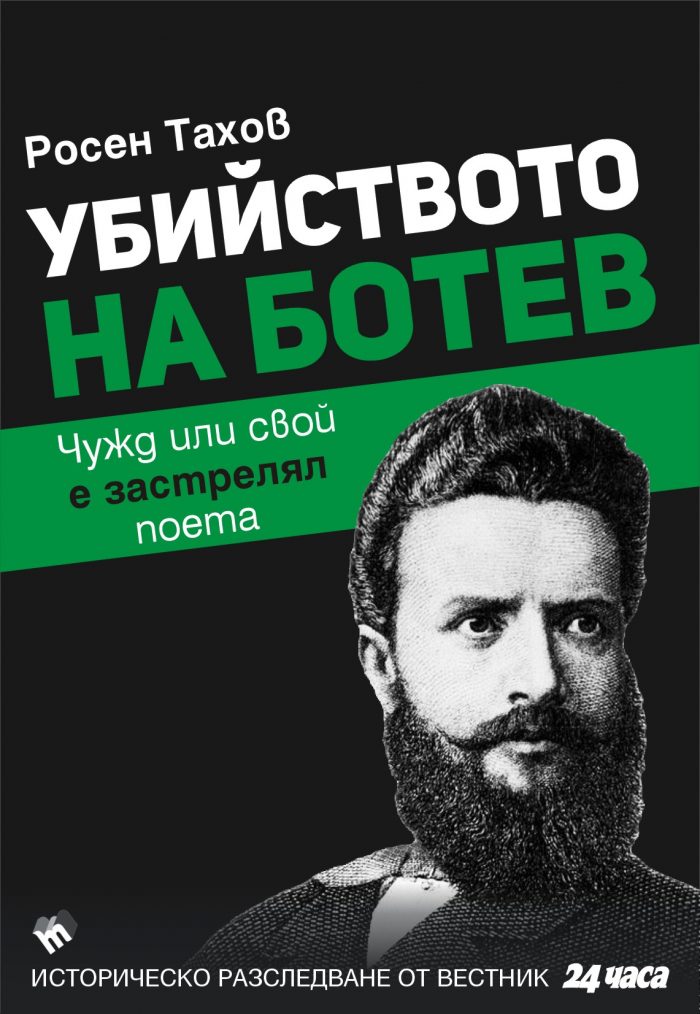 Росен Тахов
УБИЙСТВОТО
НА БОТЕВ
Чужд или свой
е застрелял
поета
m
ИСТОРИЧЕСКО РАЗСЛЕДВАНЕ ОТ ВЕСТНИК 24 часа